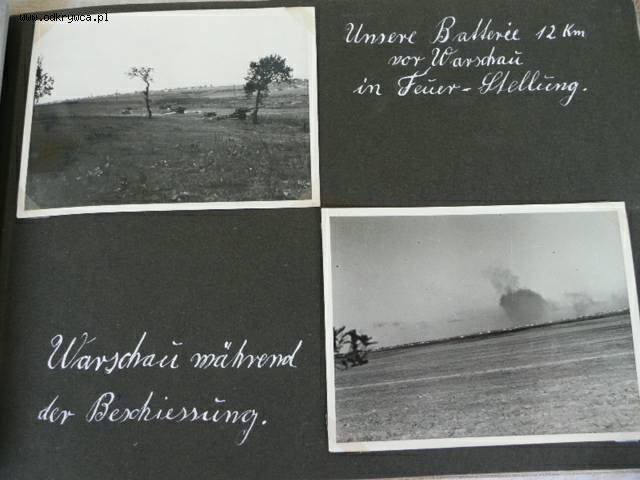 www.odkrywca.pl
Unsere Batterie 12 Km
vor Warschau
in Feuer-Stellung.
Warschau während
der Beschiessung.